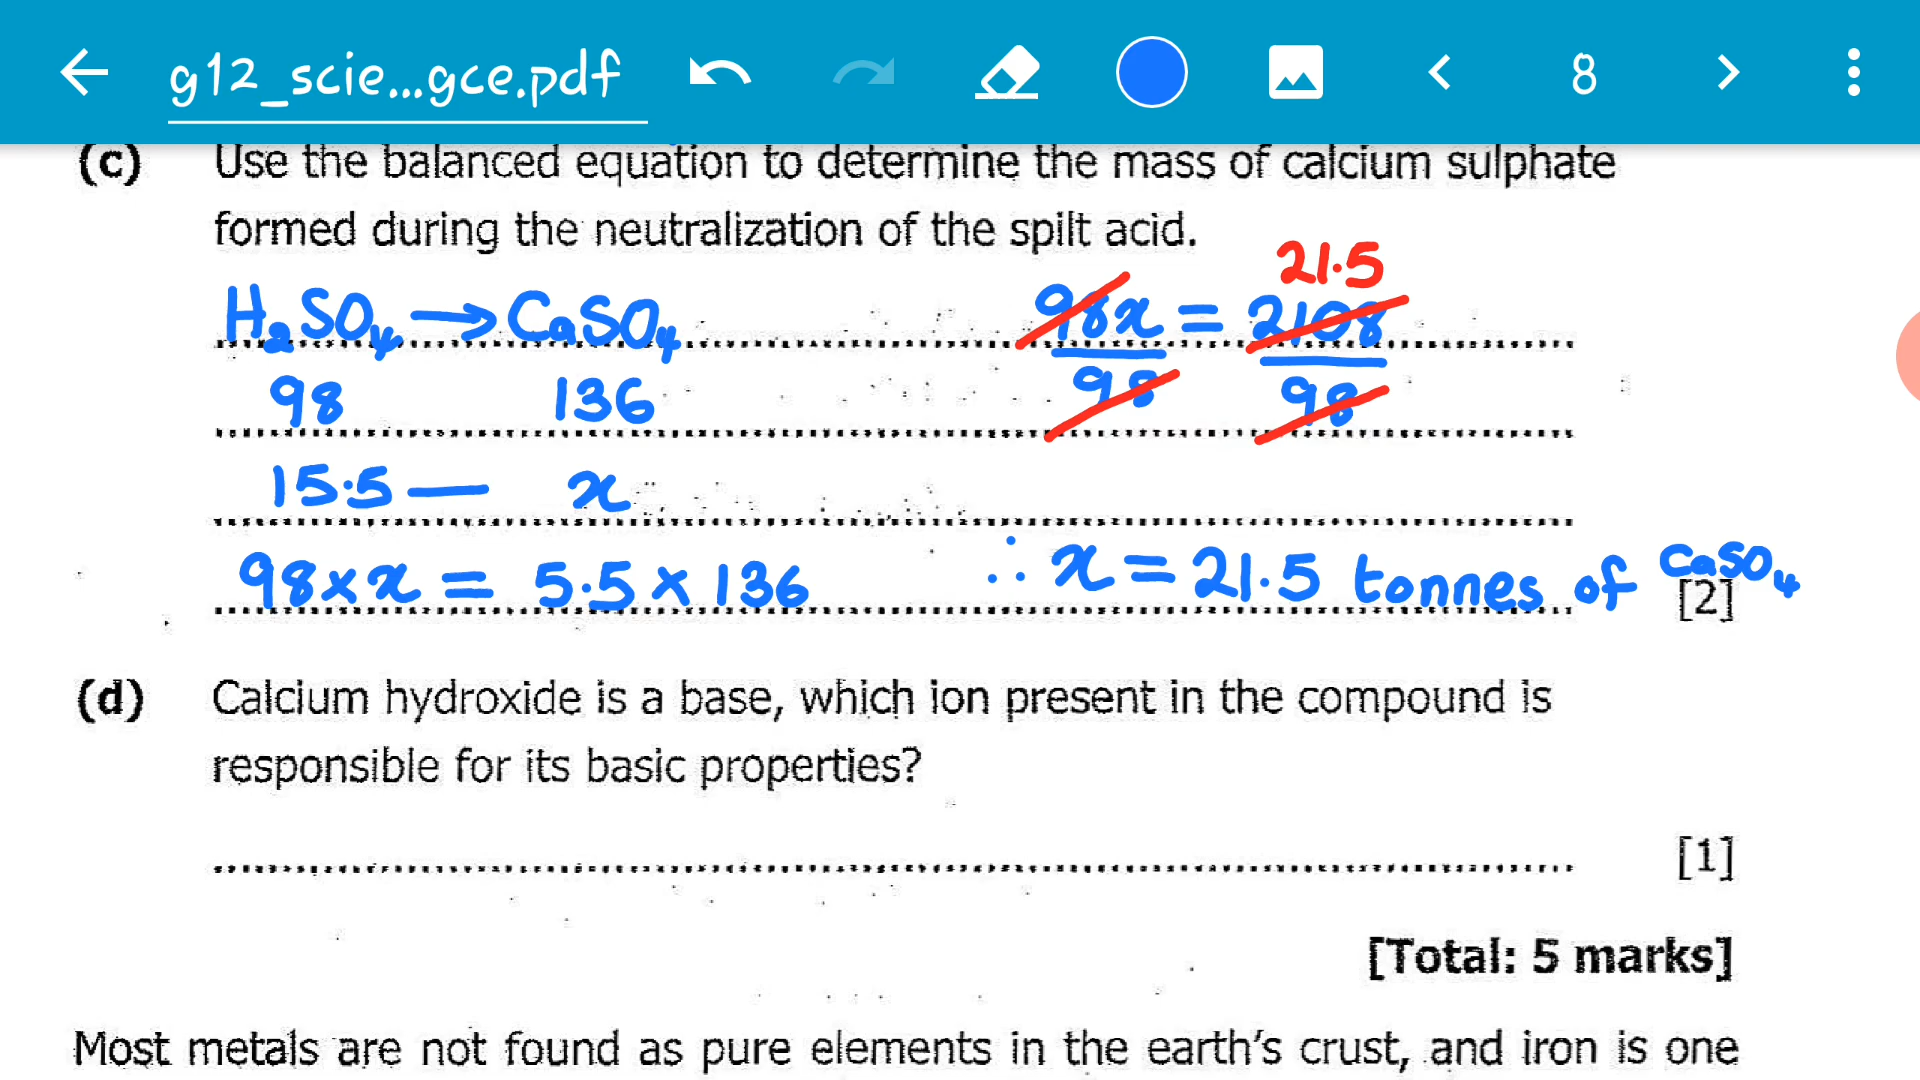 g12_scie...gce.pdf 8
(c) Use the balanced equation to determine the mass of calcium sulphate
formed during the neutralization of the spilt acid.
H₂SO₄ → CaSO₄
98 136
15.5 — x
98 × x = 5.5 × 136
21.5
98x = 2108
98 98
∴ x = 21.5 tonnes of CaSO₄
[2]
(d) Calcium hydroxide is a base, which ion present in the compound is
responsible for its basic properties?
[1]
[Total: 5 marks]
Most metals are not found as pure elements in the earth's crust, and iron is one